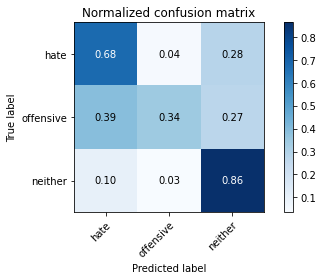 Normalized confusion matrix
True label
hate 0.68 0.04 0.28
offensive 0.39 0.34 0.27
neither 0.10 0.03 0.86
hate offensive neither
Predicted label
0.8
0.7
0.6
0.5
0.4
0.3
0.2
0.1